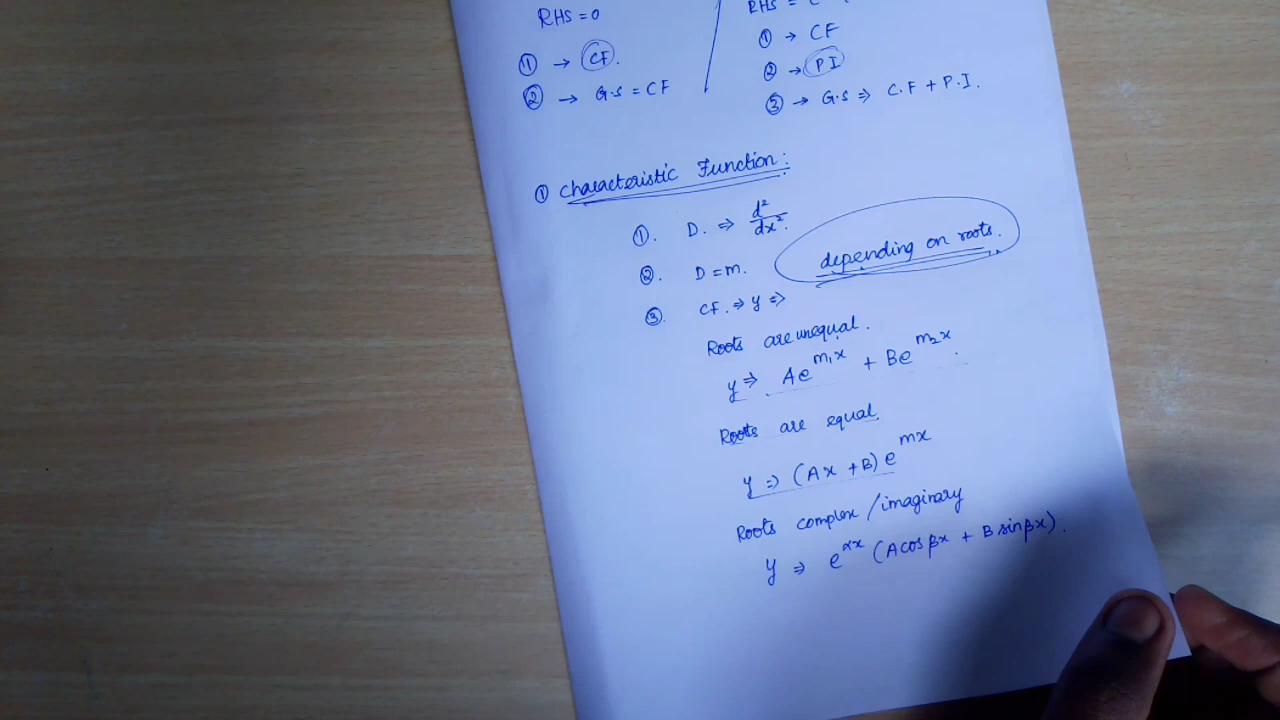 RHS = 0
① → CF.
② → G.S = CF
RHS =
① → CF
② → PI
③ → G.S ⇒ C.F + P.I.
① Characteristic Function:
①. D. ⇒ d²/dx².
②. D = m.
depending on roots.
③. CF. ⇒ y ⇒
Roots are unequal.
y ⇒ Ae^{m₁x} + Be^{m₂x}.
Roots are equal.
y ⇒ (Ax + B) e^{mx}
Roots complex / imaginary
y ⇒ e^{αx} (A cos βx + B sin βx).